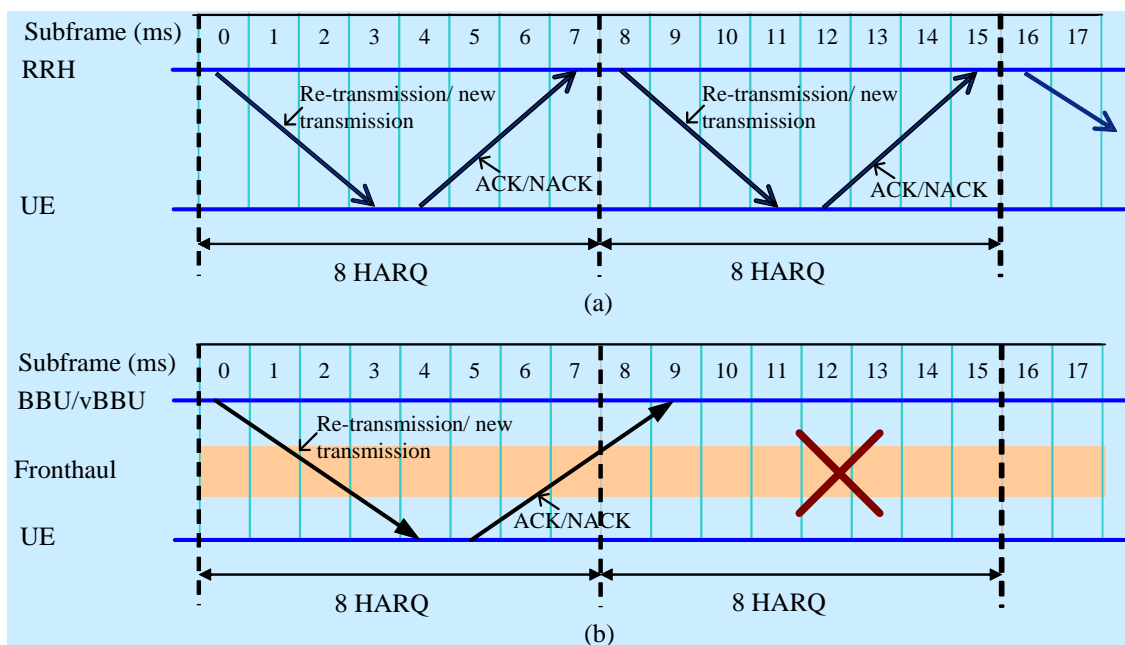 Subframe (ms) 0 1 2 3 4 5 6 7 8 9 10 11 12 13 14 15 16 17
RRH
Re-transmission/ new
transmission
ACK/NACK
Re-transmission/ new
transmission
ACK/NACK
UE
8 HARQ 8 HARQ
(a)
Subframe (ms) 0 1 2 3 4 5 6 7 8 9 10 11 12 13 14 15 16 17
BBU/vBBU
Re-transmission/ new
transmission
Fronthaul
ACK/NACK
UE
8 HARQ 8 HARQ
(b)